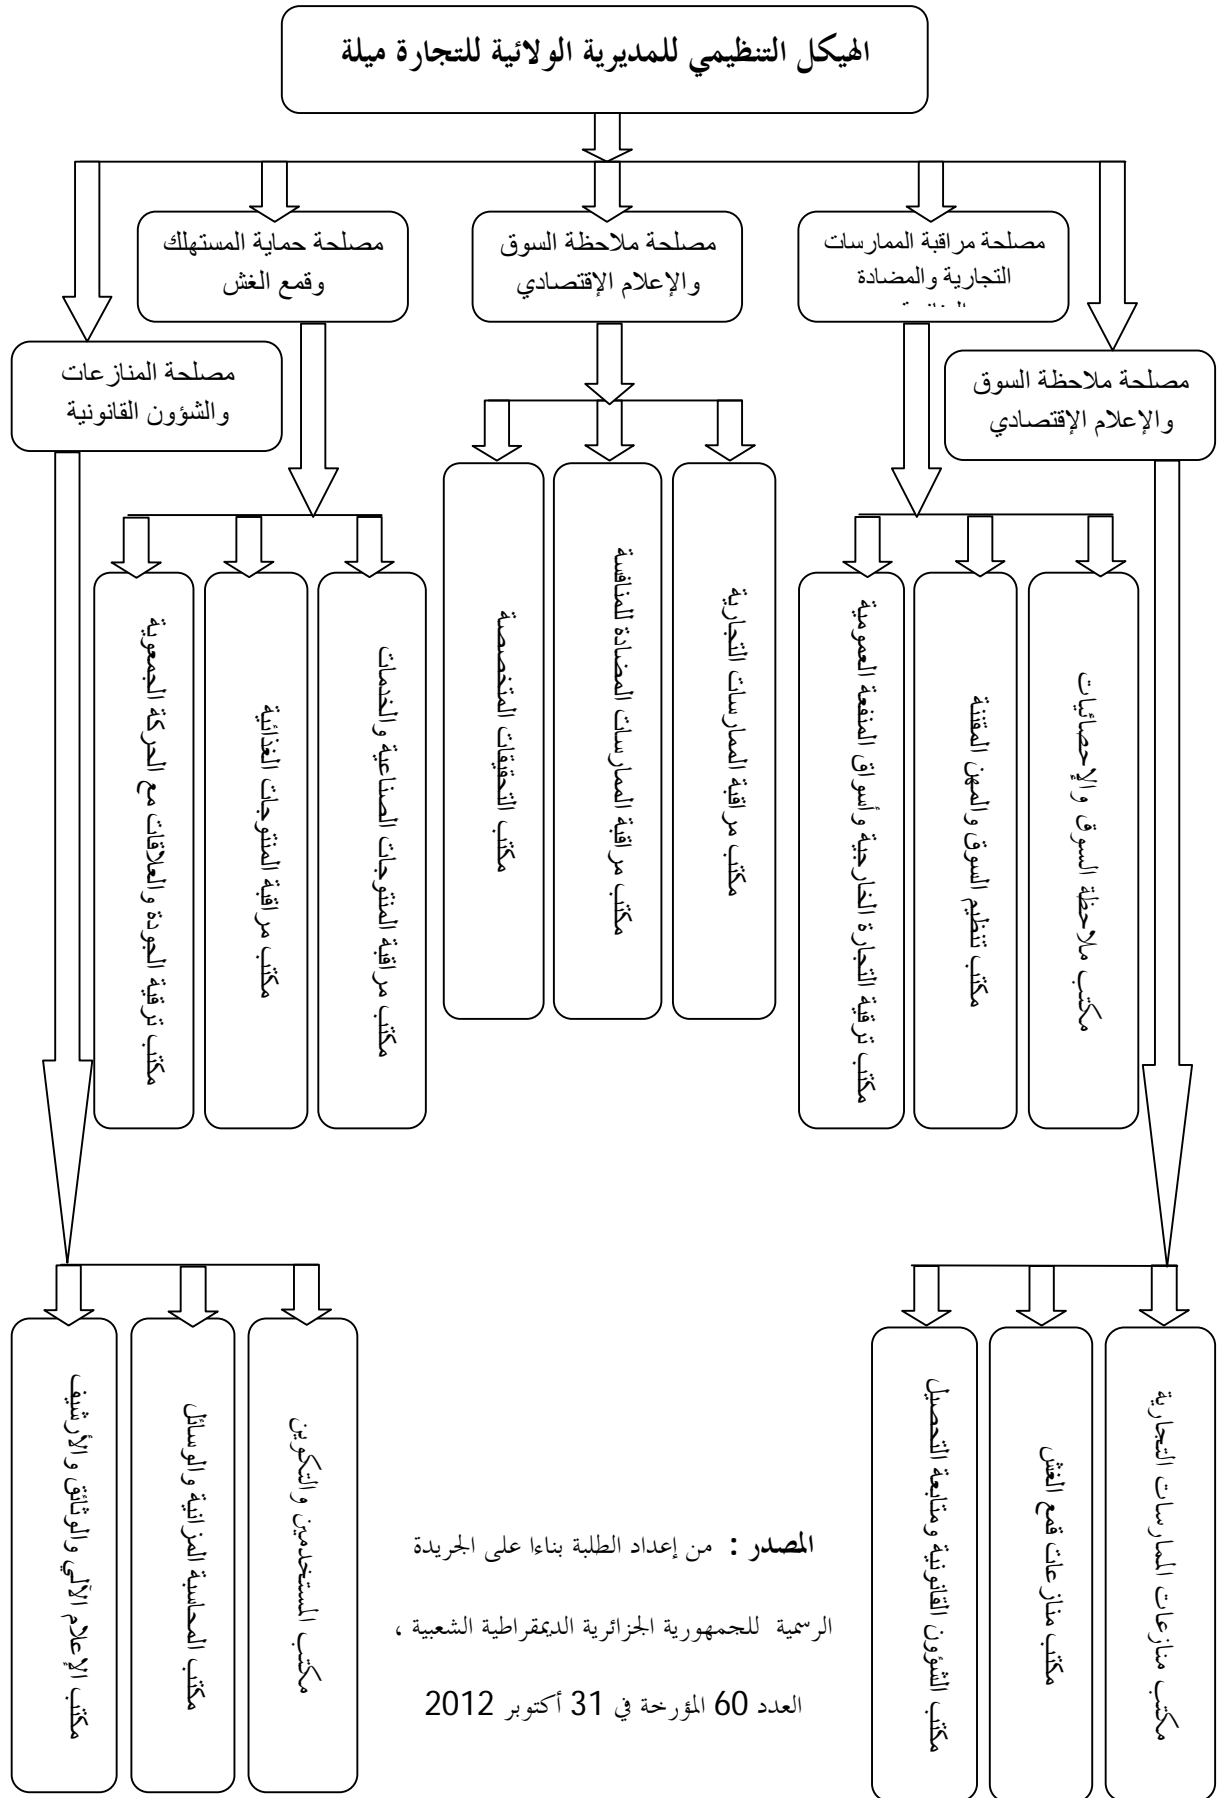 الهيكل التنظيمي للمديرية الولائية للتجارة ميلة
مصلحة مراقبة الممارسات
التجارية والمضادة
مصلحة ملاحظة السوق
والإعلام الإقتصادي
مصلحة حماية المستهلك
وقمع الغش
مصلحة ملاحظة السوق
والإعلام الإقتصادي
مصلحة المنازعات
والشؤون القانونية
مكتب مراقبة الممارسات التجارية
مكتب مراقبة الممارسات المضادة للمنافسة
مكتب التحقيقات المتخصصة
مكتب ملاحظة السوق والإحصائيات
مكتب تنظيم السوق والمهن المقننة
مكتب ترقية التجارة الخارجية وأسواق المنفعة العمومية
مكتب مراقبة المنتوجات الصناعية والخدمات
مكتب مراقبة المنتوجات الغذائية
مكتب ترقية الجودة والعلاقات مع الحركة الجمعوية
مكتب منازعات الممارسات التجارية
مكتب منازعات قمع الغش
مكتب الشؤون القانونية ومتابعة التحصيل
مكتب المستخدمين والتكوين
مكتب المحاسبة المزانية والوسائل
مكتب الإعلام الآلي والوثائق والأرشيف
المصدر : من إعداد الطلبة بناءا على الجريدة
الرسمية للجمهورية الجزائرية الديمقراطية الشعبية ،
العدد 60 المؤرخة في 31 أكتوبر 2012